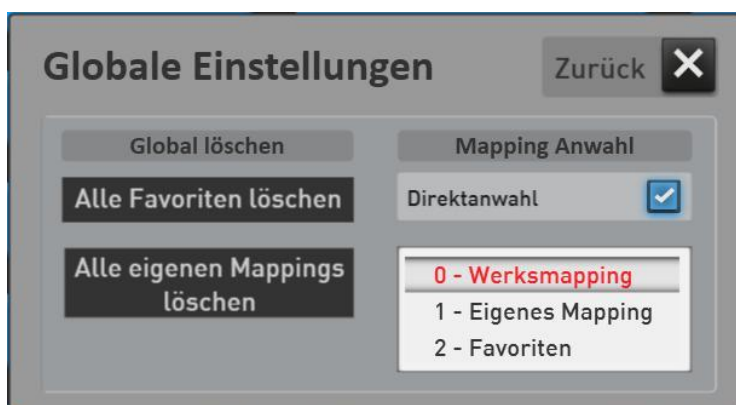 Globale Einstellungen
Zurück
Global löschen
Alle Favoriten löschen
Alle eigenen Mappings
löschen
Mapping Anwahl
Direktanwahl
0 - Werksmapping
1 - Eigenes Mapping
2 - Favoriten